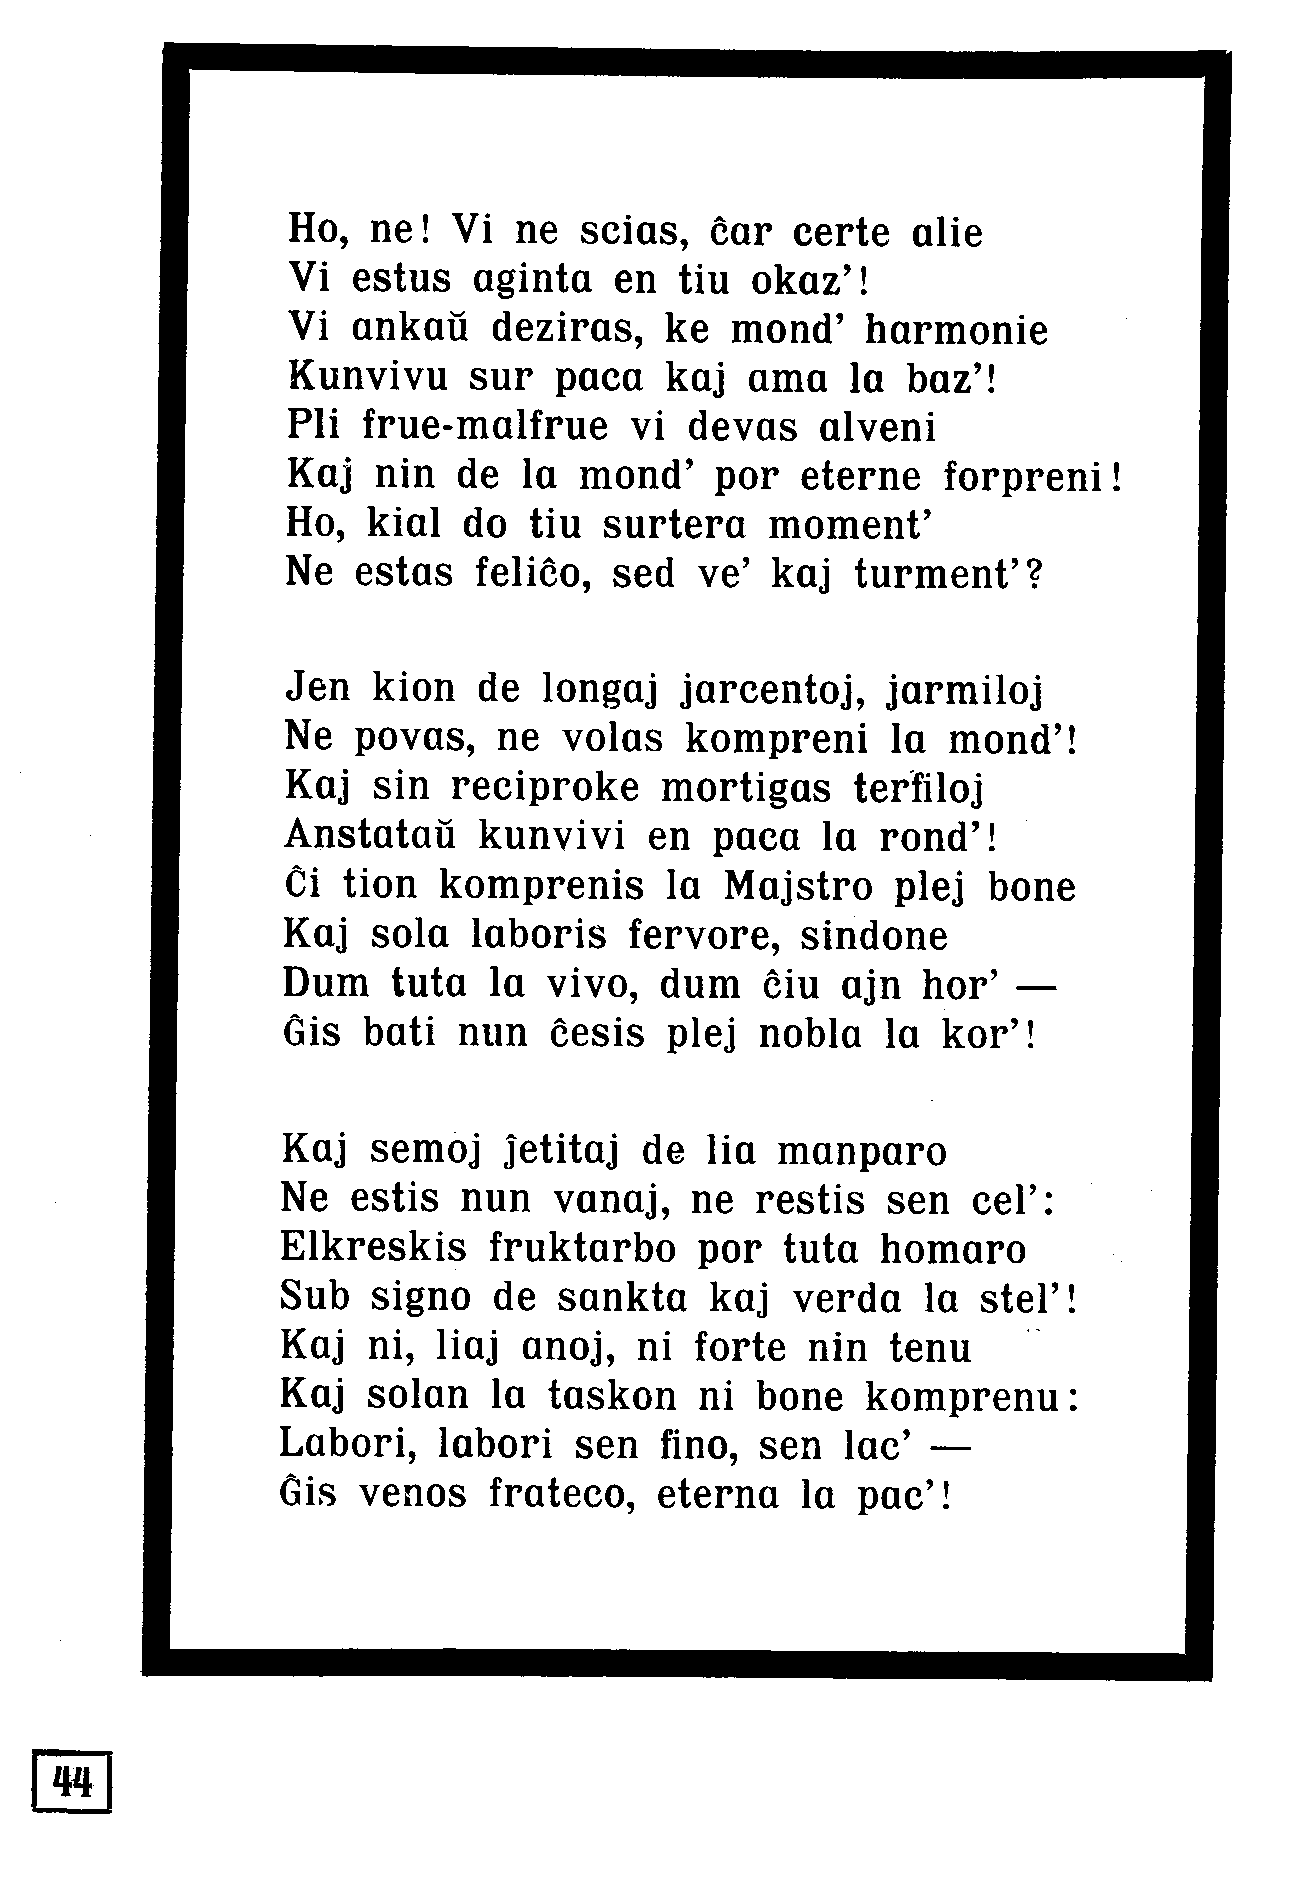 Ho, ne! Vi ne scias, ĉar certe alie
Vi estus aginta en tiu okaz’!
Vi ankaŭ deziras, ke mond’ harmonie
Kunvivu sur paca kaj ama la baz’!
Pli frue-malfrue vi devas alveni
Kaj nin de la mond’ por eterne forpreni!
Ho, kial do tiu surtera moment’
Ne estas feliĉo, sed ve’ kaj turment’?
Jen kion de longaj jarcentoj, jarmiloj
Ne povas, ne volas kompreni la mond’!
Kaj sin reciproke mortigas terfiloj
Anstataŭ kunvivi en paca la rond’!
Ĉi tion komprenis la Majstro plej bone
Kaj sola laboris fervore, sindone
Dum tuta la vivo, dum ĉiu ajn hor’ —
Ĝis bati nun ĉesis plej nobla la kor’!
Kaj semoj ĵetitaj de lia manparo
Ne estis nun vanaj, ne restis sen cel’:
Elkreskis fruktarbo por tuta homaro
Sub signo de sankta kaj verda la stel’!
Kaj ni, liaj anoj, ni forte nin tenu
Kaj solan la taskon ni bone komprenu:
Labori, labori sen fino, sen lac’ —
Ĝis venos frateco, eterna la pac’!
44